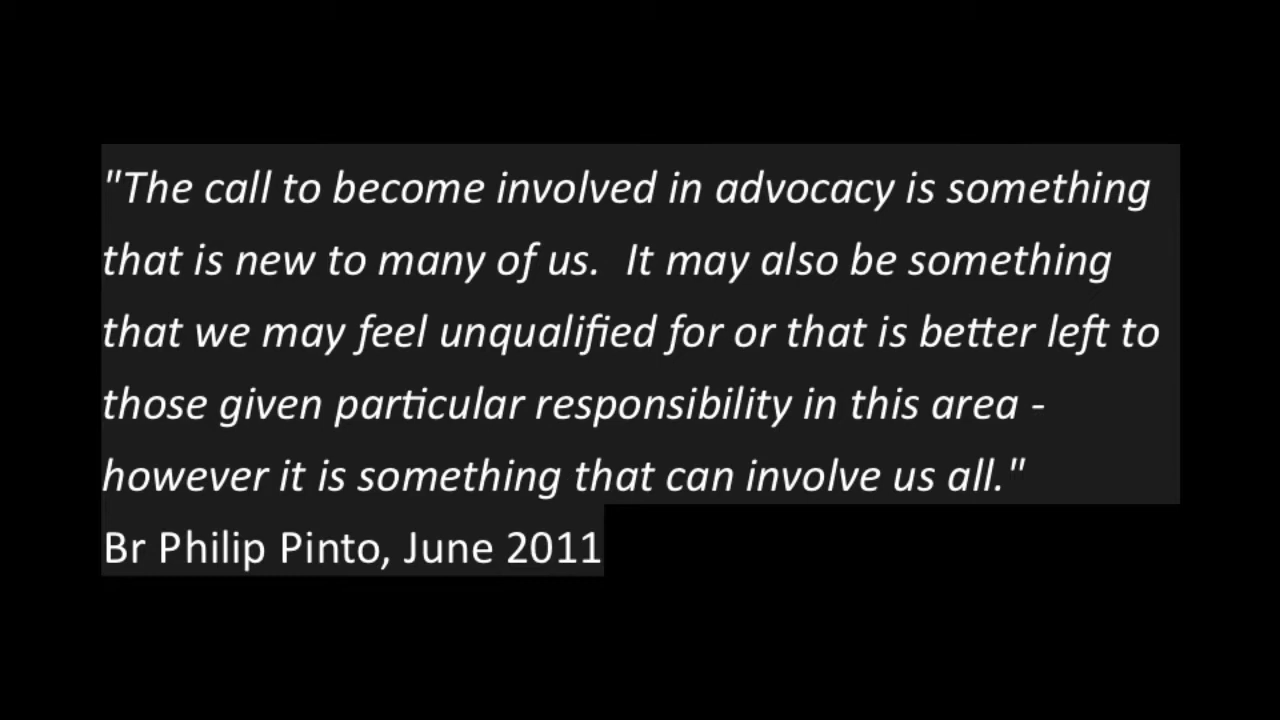 "The call to become involved in advocacy is something
that is new to many of us.  It may also be something
that we may feel unqualified for or that is better left to
those given particular responsibility in this area -
however it is something that can involve us all."
Br Philip Pinto, June 2011